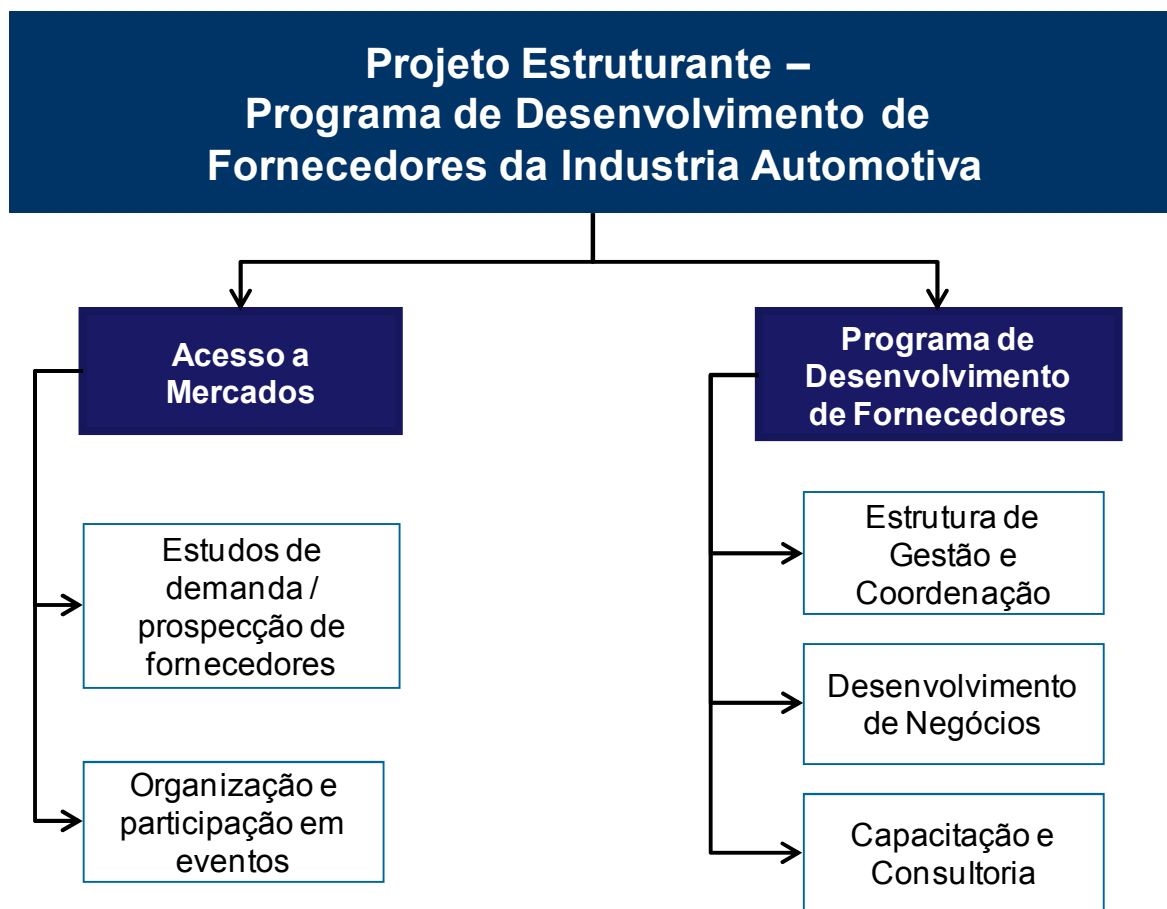 Projeto Estruturante –
Programa de Desenvolvimento de
Fornecedores da Industria Automotiva
Acesso a
Mercados
Estudos de
demanda /
prospecção de
fornecedores
Organização e
participação em
eventos
Programa de
Desenvolvimento
de Fornecedores
Estrutura de
Gestão e
Coordenação
Desenvolvimento
de Negócios
Capacitação e
Consultoria